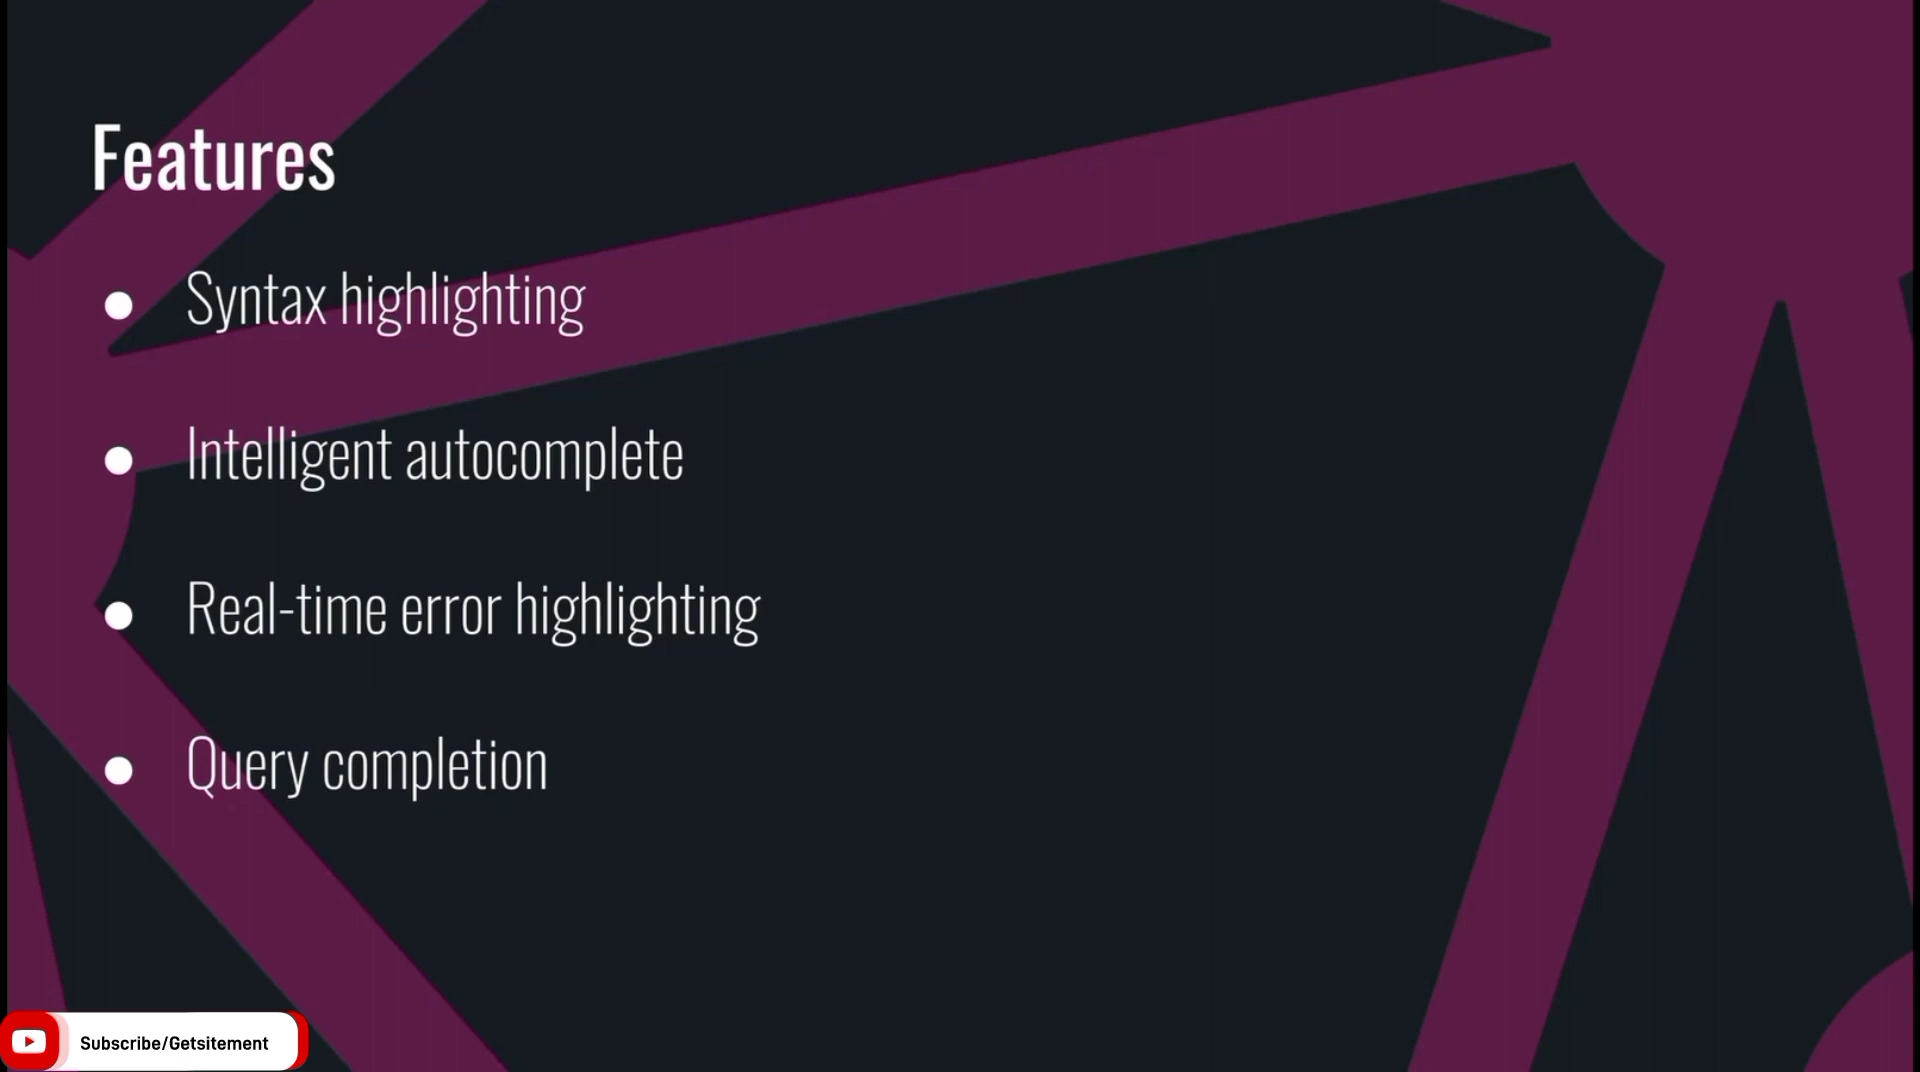 Features
● Syntax highlighting
● Intelligent autocomplete
● Real-time error highlighting
● Query completion
Subscribe/Getsitement